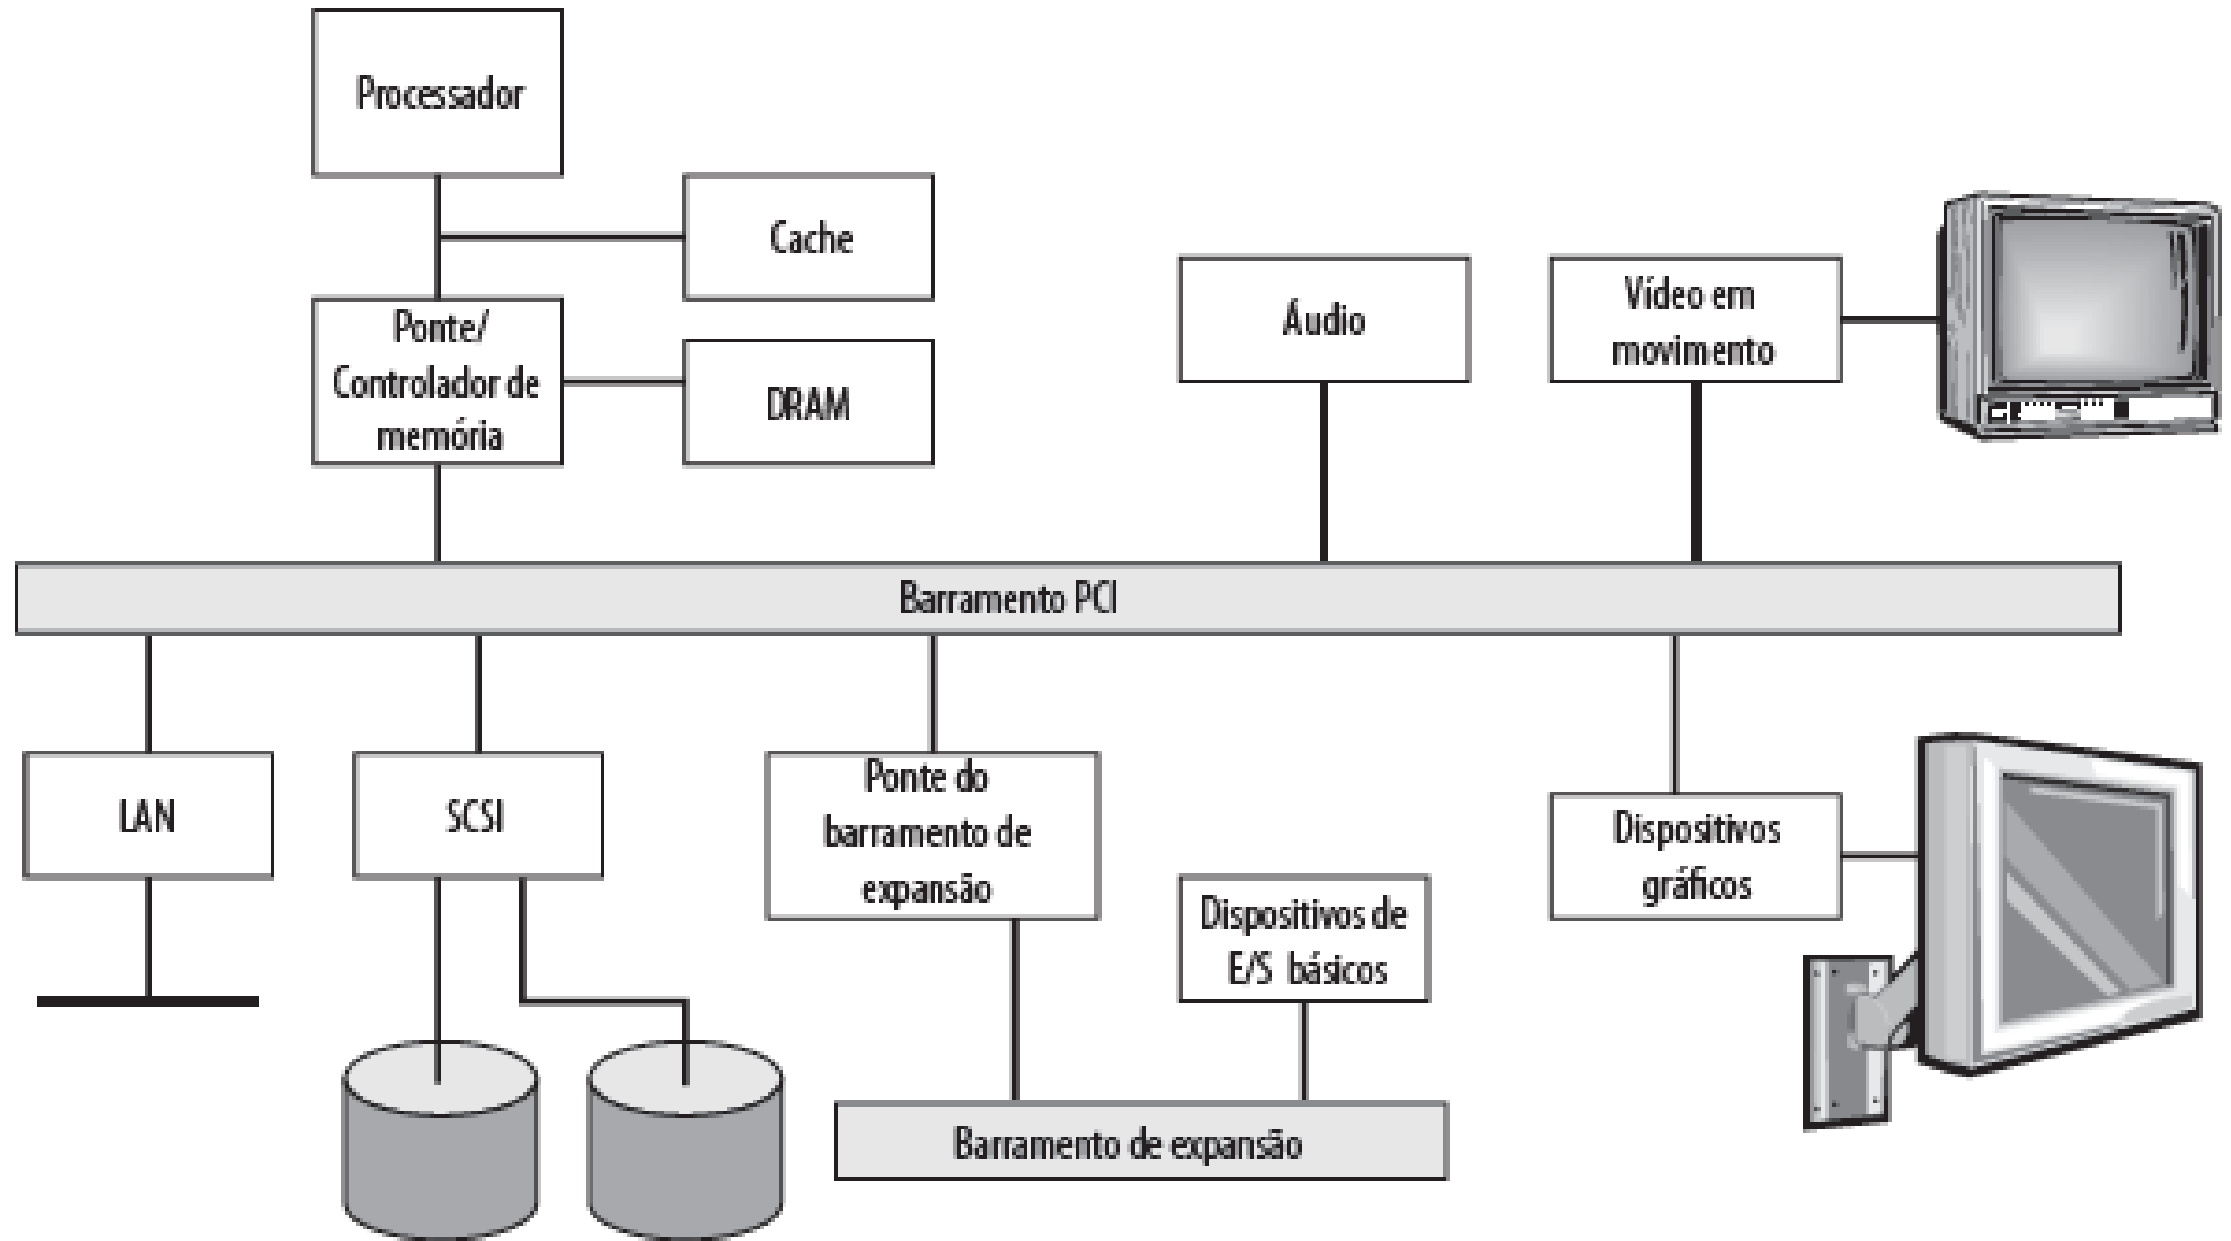 Processador
Cache
Ponte/
Controlador de
memória
DRAM
Áudio
Vídeo em
movimento
Barramento PCI
LAN
SCSI
Ponte do
barramento de
expansão
Dispositivos de
E/S básicos
Dispositivos
gráficos
Barramento de expansão